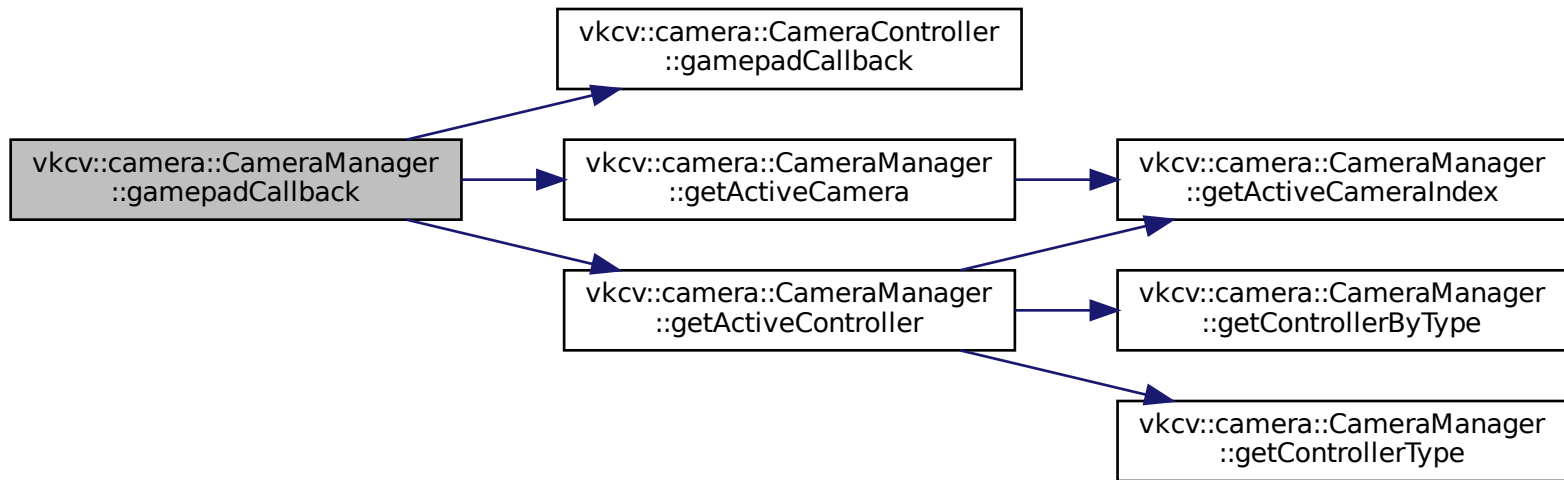 vkcv::camera::CameraManager
::gamepadCallback
vkcv::camera::CameraController
::gamepadCallback
vkcv::camera::CameraManager
::getActiveCamera
vkcv::camera::CameraManager
::getActiveController
vkcv::camera::CameraManager
::getActiveCameraIndex
vkcv::camera::CameraManager
::getControllerByType
vkcv::camera::CameraManager
::getControllerType